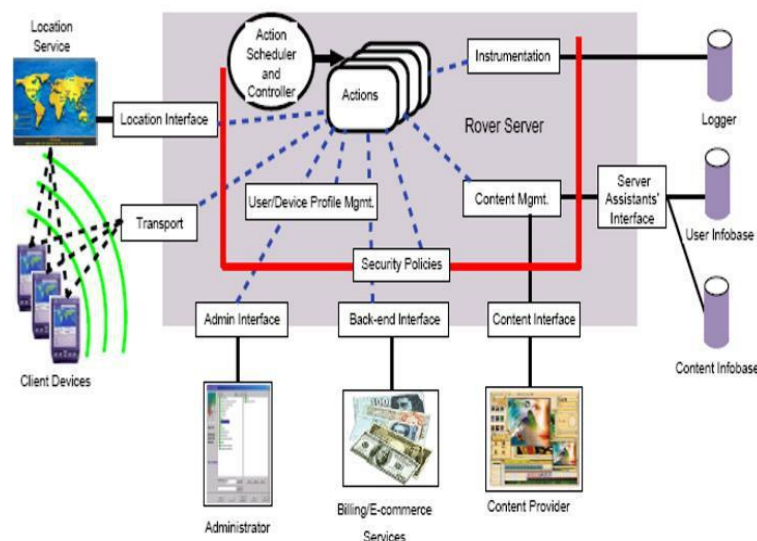 Location
Service
Action
Scheduler
and
Controller
Actions
Instrumentation
Logger
Location Interface
Rover Server
User/Device Profile Mgmt.
Content Mgmt.
Server
Assistants'
Interface
User Infobase
Transport
Security Policies
Client Devices
Admin Interface
Back-end Interface
Content Interface
Content Infobase
100
Administrator
Billing/E-commerce
Services
Content Provider